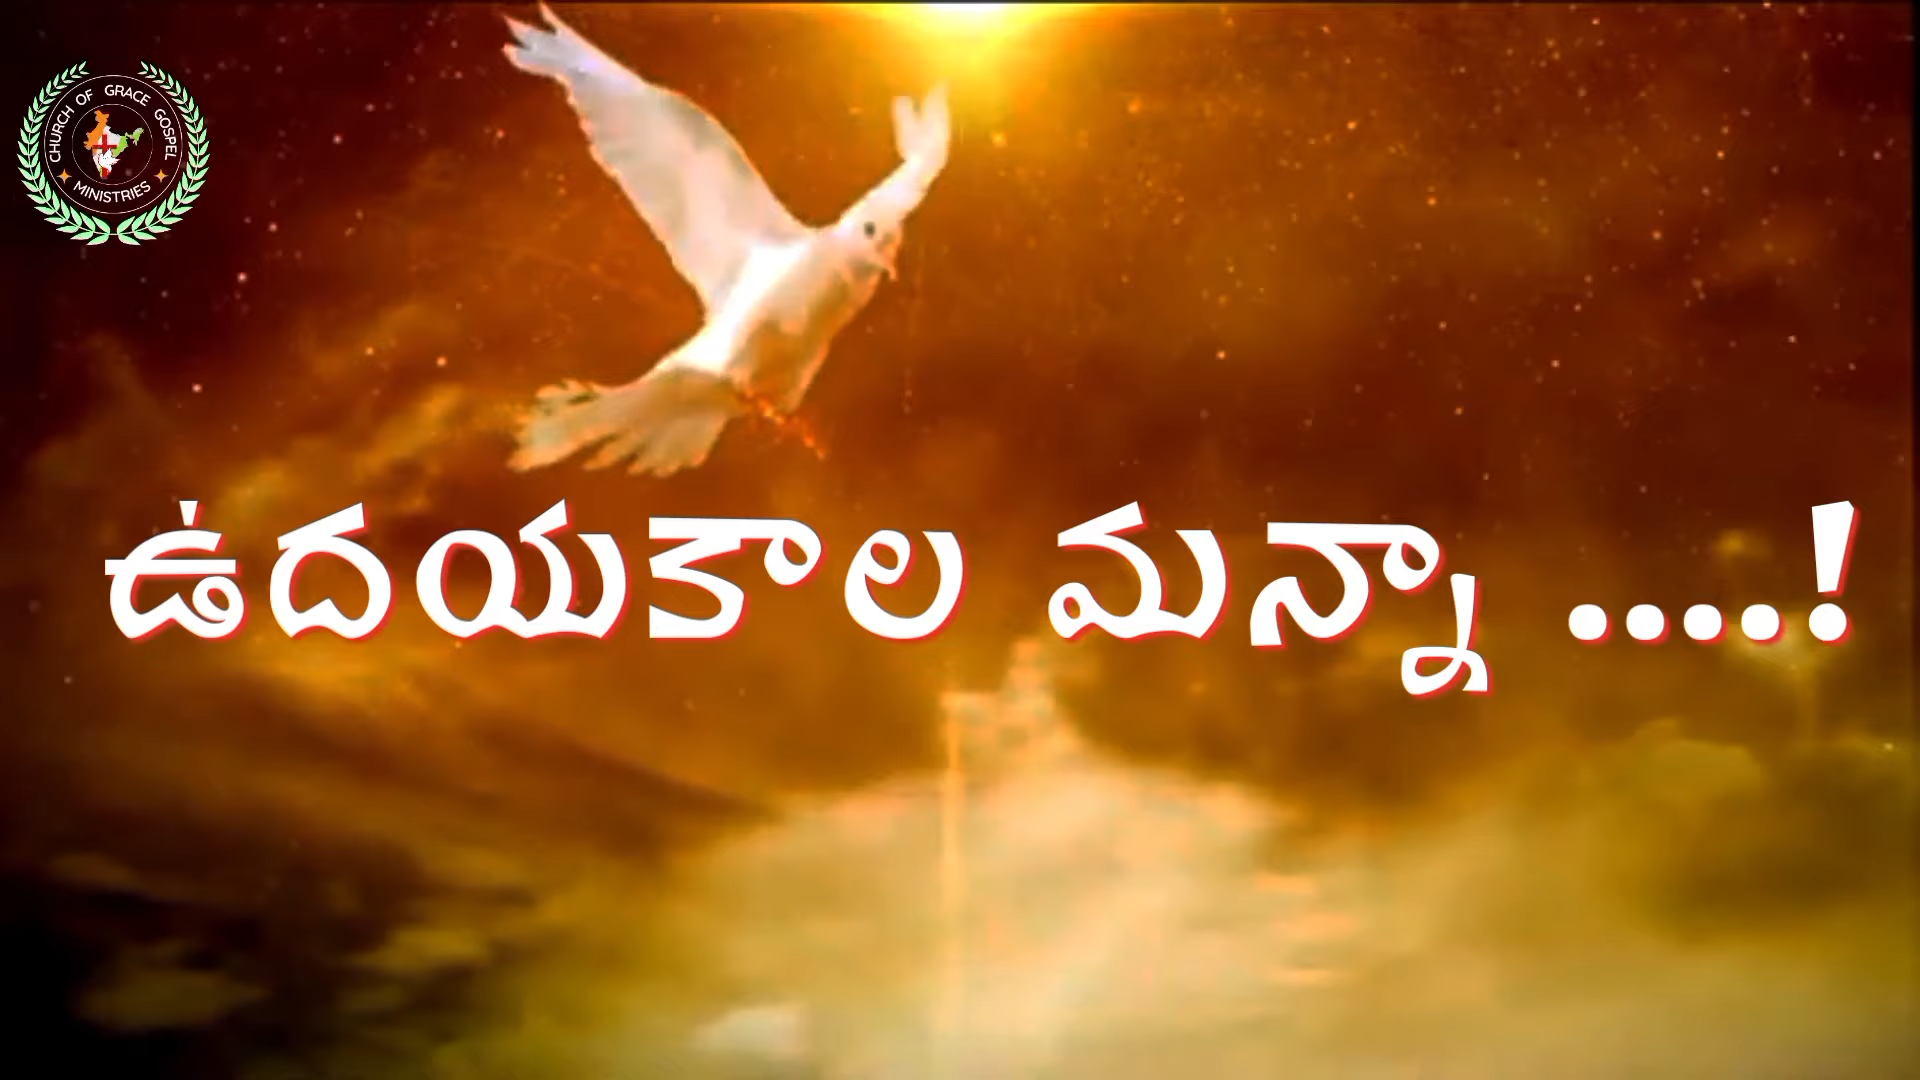 CHURCH OF GRACE GOSPEL
MINISTRIES
ఉదయకాల మన్నా ....!